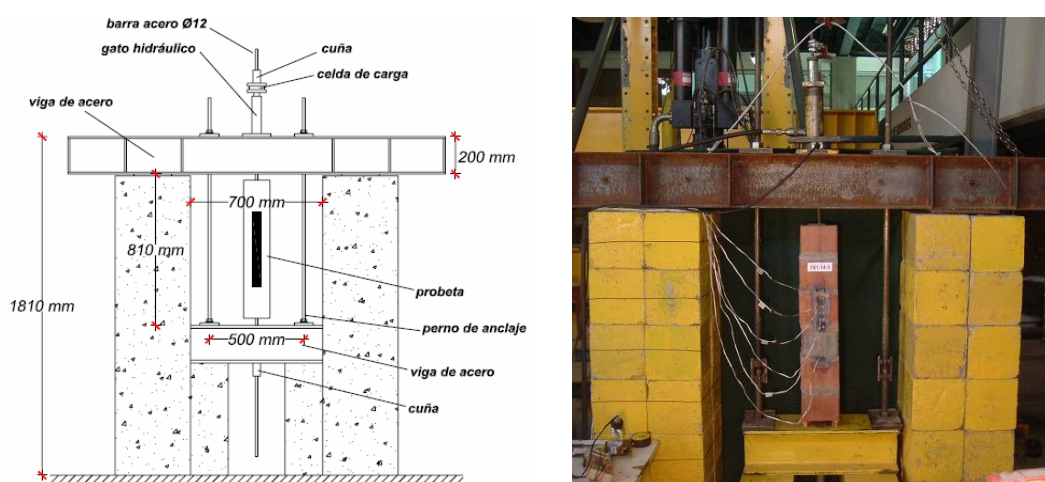 barra acero Ø12
gato hidráulico
cuña
celda de carga
viga de acero
200 mm
700 mm
810 mm
1810 mm
probeta
perno de anclaje
500 mm
viga de acero
cuña